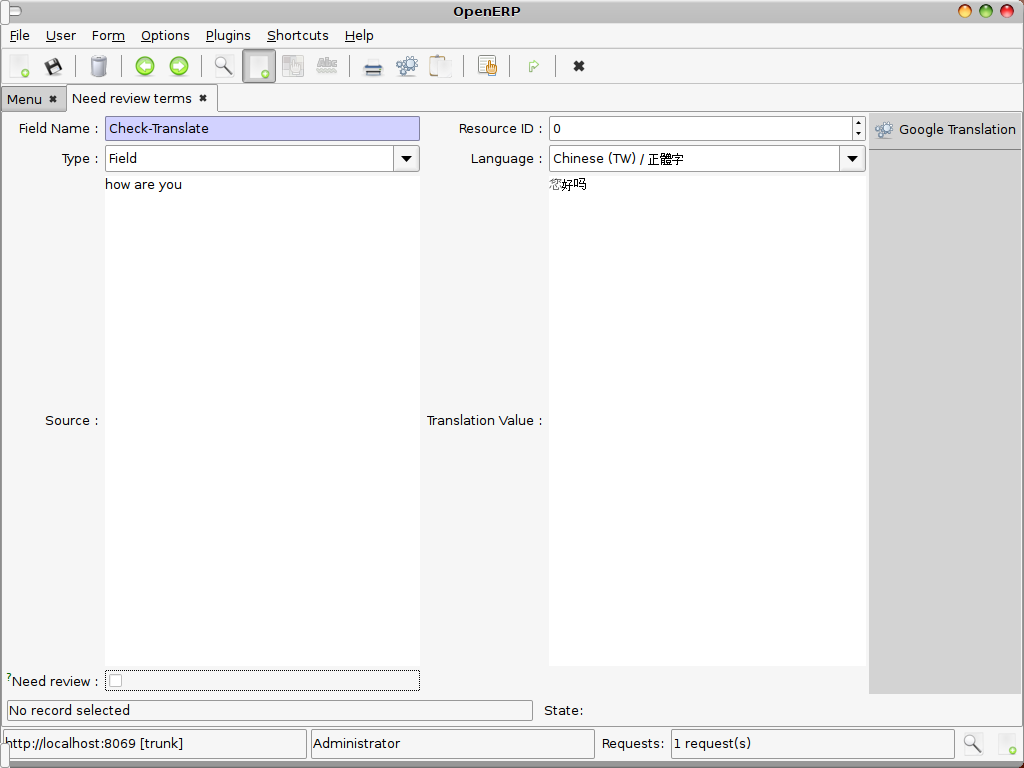 OpenERP
File User Form Options Plugins Shortcuts Help
Menu Need review terms
Field Name : Check-Translate Resource ID : 0 Google Translation
Type : Field Language : Chinese (TW) / 正體字
how are you 您好吗
Source : Translation Value :
? Need review :
No record selected State:
http://localhost:8069 [trunk] Administrator Requests: 1 request(s)